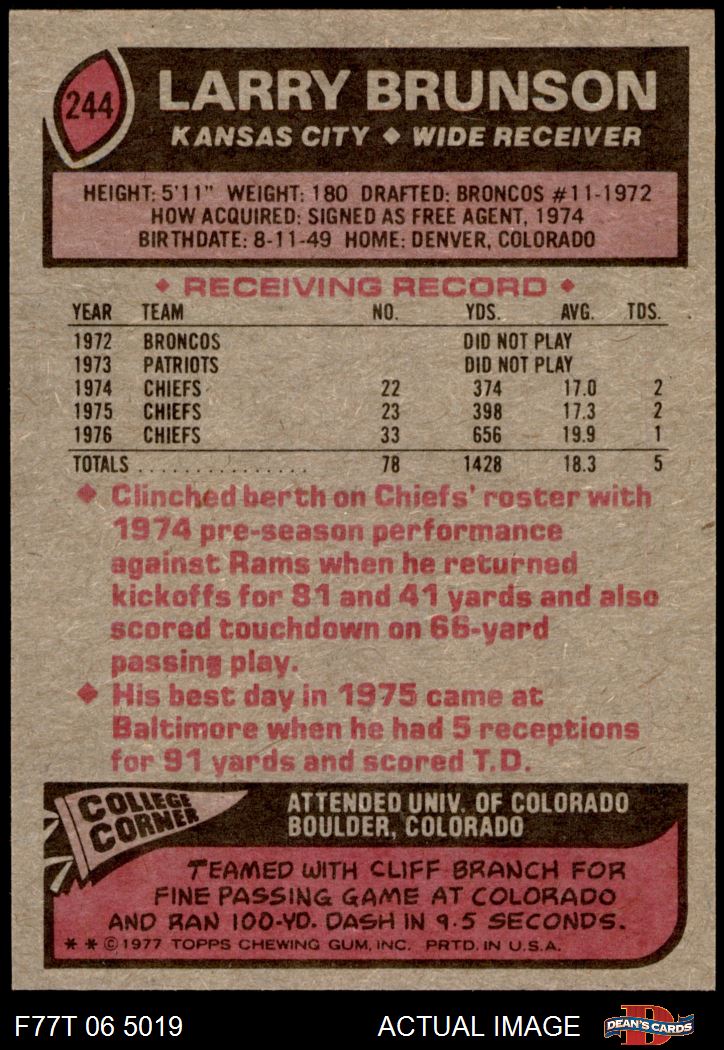 244
LARRY BRUNSON
KANSAS CITY ◆ WIDE RECEIVER
HEIGHT: 5'11" WEIGHT: 180 DRAFTED: BRONCOS #11-1972
HOW ACQUIRED: SIGNED AS FREE AGENT, 1974
BIRTHDATE: 8-11-49 HOME: DENVER, COLORADO
◆ RECEIVING RECORD ◆
YEAR TEAM NO. YDS. AVG. TDS.
1972 BRONCOS DID NOT PLAY
1973 PATRIOTS DID NOT PLAY
1974 CHIEFS 22 374 17.0 2
1975 CHIEFS 23 398 17.3 2
1976 CHIEFS 33 656 19.9 1
TOTALS . . . . . . . . . . . . . . . 78 1428 18.3 5
◆ Clinched berth on Chiefs' roster with
1974 pre-season performance
against Rams when he returned
kickoffs for 81 and 41 yards and also
scored touchdown on 66-yard
passing play.
◆ His best day in 1975 came at
Baltimore when he had 5 receptions
for 91 yards and scored T.D.
COLLEGE
CORNER
ATTENDED UNIV. OF COLORADO
BOULDER, COLORADO
TEAMED WITH CLIFF BRANCH FOR
FINE PASSING GAME AT COLORADO
AND RAN 100-YD. DASH IN 9.5 SECONDS.
* * © 1977 TOPPS CHEWING GUM, INC. PRTD. IN U.S.A.
F77T 06 5019 ACTUAL IMAGE
D
DEAN'S CARDS